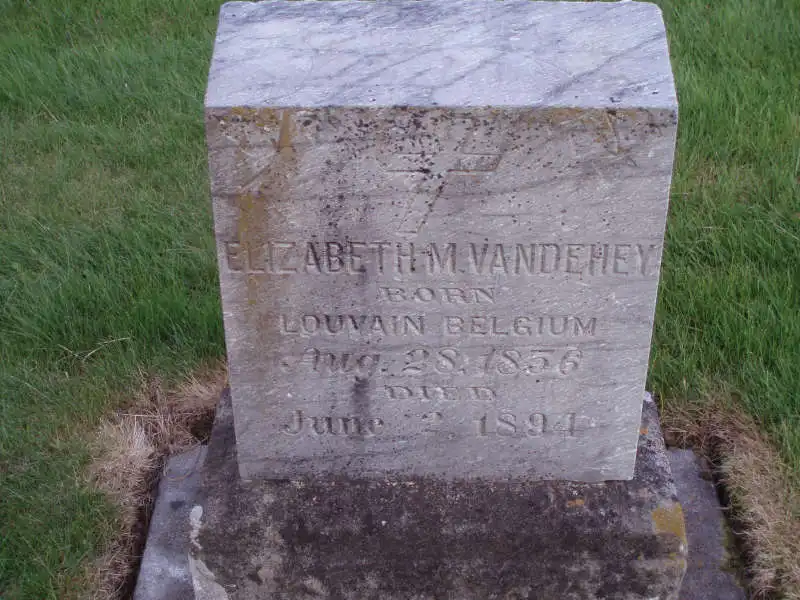 ELIZABETH M. VANDEHEY
BORN
LOUVAIN BELGIUM
Aug. 28, 1856
DIED
June 2 1894